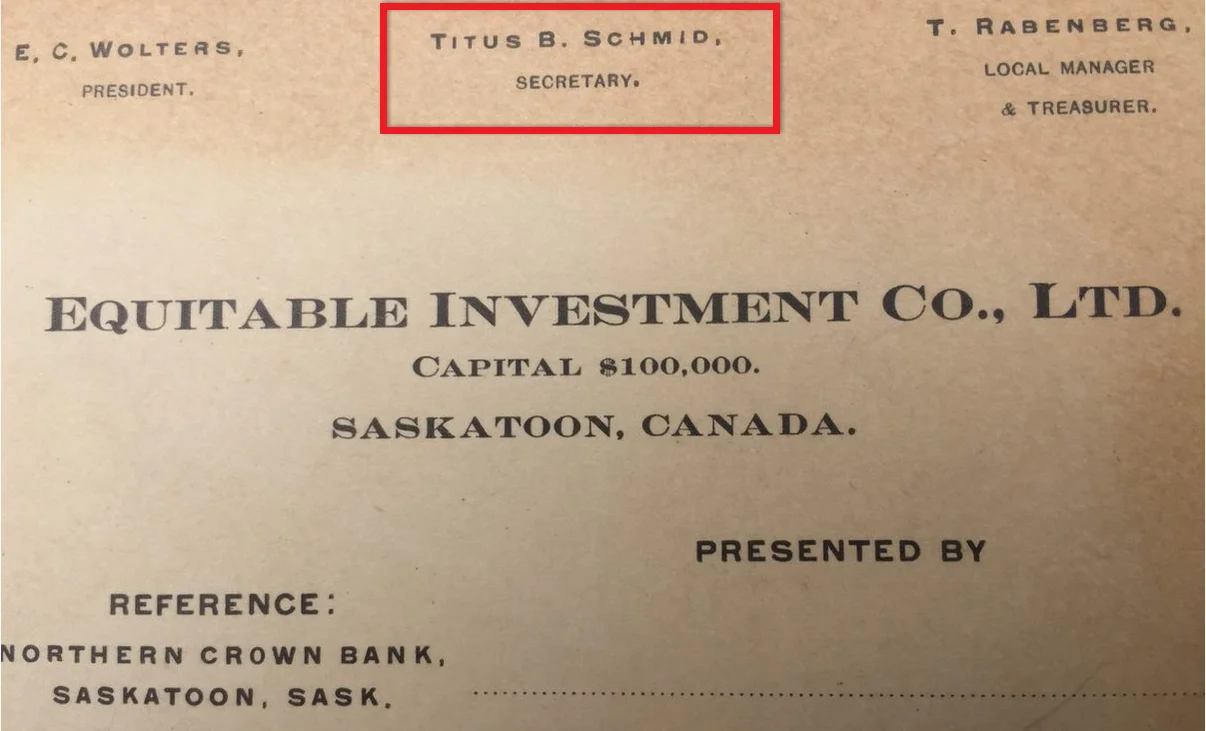 E. C. WOLTERS,
PRESIDENT.
TITUS B. SCHMID,
SECRETARY.
T. RABENBERG,
LOCAL MANAGER
& TREASURER.
EQUITABLE INVESTMENT CO., LTD.
CAPITAL $100,000.
SASKATOON, CANADA.
PRESENTED BY
REFERENCE:
NORTHERN CROWN BANK,
SASKATOON, SASK.